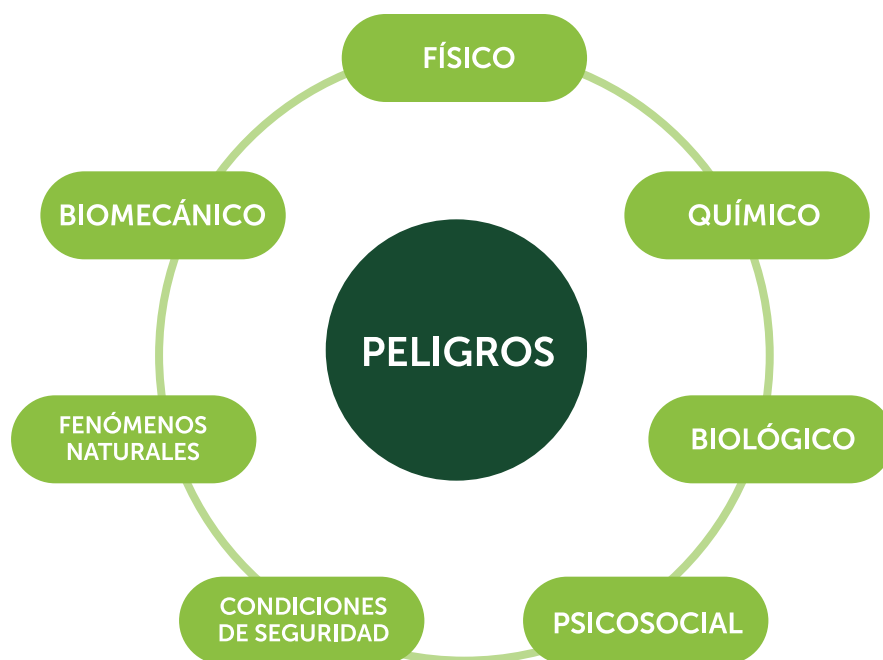 FÍSICO
QUÍMICO
BIOMECÁNICO
PELIGROS
BIOLÓGICO
FENÓMENOS
NATURALES
PSICOSOCIAL
CONDICIONES
DE SEGURIDAD